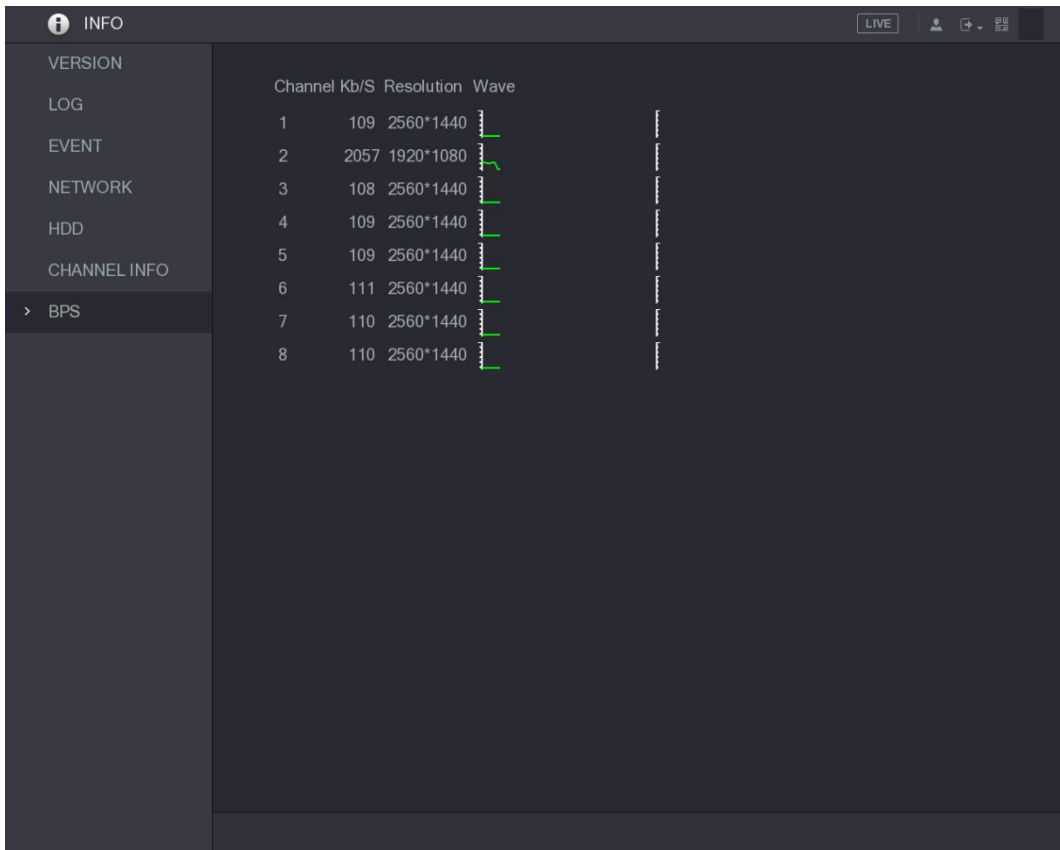 INFO
LIVE
VERSION
LOG
EVENT
NETWORK
HDD
CHANNEL INFO
BPS
Channel Kb/S Resolution Wave
1 109 2560*1440
2 2057 1920*1080
3 108 2560*1440
4 109 2560*1440
5 109 2560*1440
6 111 2560*1440
7 110 2560*1440
8 110 2560*1440